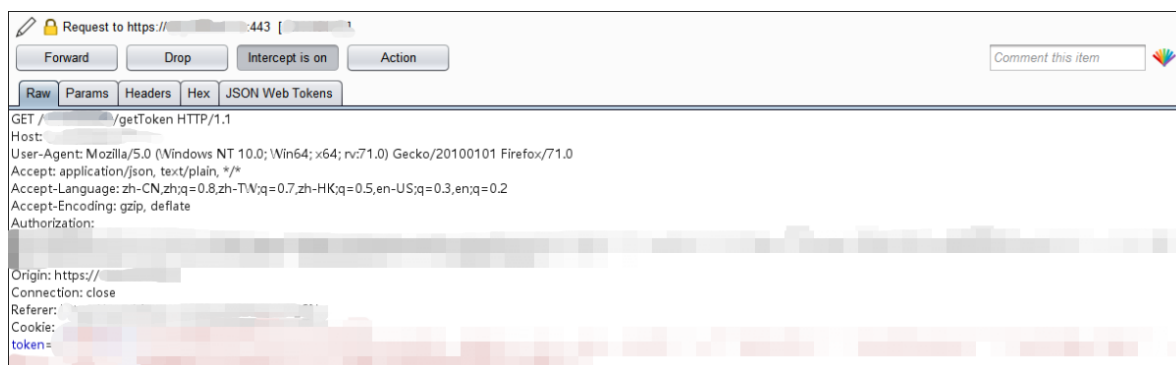 Request to https:// :443 [ ]
Forward Drop Intercept is on Action Comment this item
Raw Params Headers Hex JSON Web Tokens
GET / /getToken HTTP/1.1
Host:
User-Agent: Mozilla/5.0 (Windows NT 10.0; Win64; x64; rv:71.0) Gecko/20100101 Firefox/71.0
Accept: application/json, text/plain, */*
Accept-Language: zh-CN,zh;q=0.8,zh-TW;q=0.7,zh-HK;q=0.5,en-US;q=0.3,en;q=0.2
Accept-Encoding: gzip, deflate
Authorization:
Origin: https://
Connection: close
Referer:
Cookie:
token=